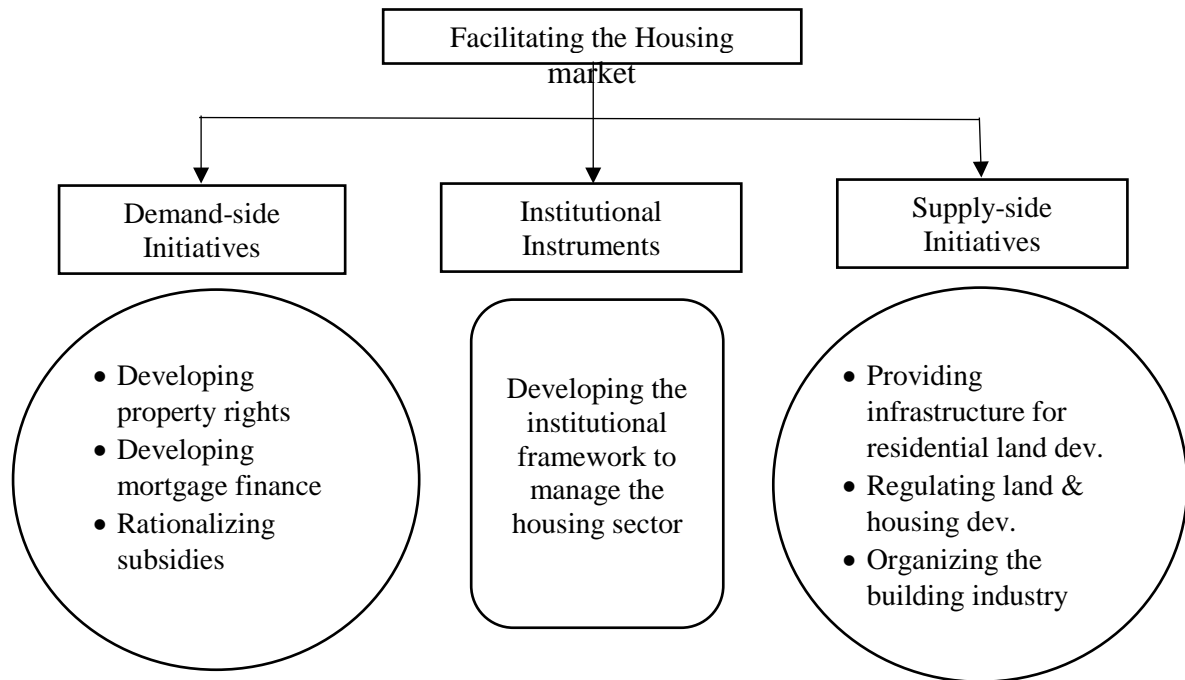 Facilitating the Housing
market
Demand-side
Initiatives
Institutional
Instruments
Supply-side
Initiatives
• Developing
property rights
• Developing
mortgage finance
• Rationalizing
subsidies
Developing the
institutional
framework to
manage the
housing sector
• Providing
infrastructure for
residential land dev.
• Regulating land &
housing dev.
• Organizing the
building industry